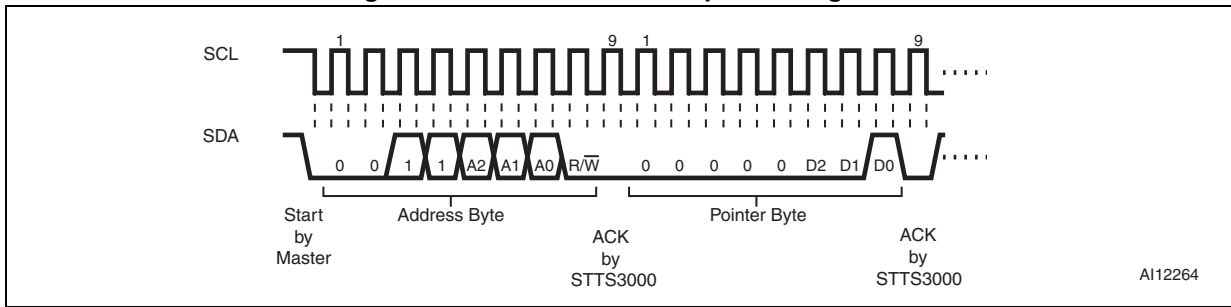 SCL
1 9 1 9
SDA
0 0 1 1 A2 A1 A0 R/W 0 0 0 0 0 D2 D1 D0
Address Byte Pointer Byte
Start
by
Master
ACK
by
STTS3000
ACK
by
STTS3000
AI12264